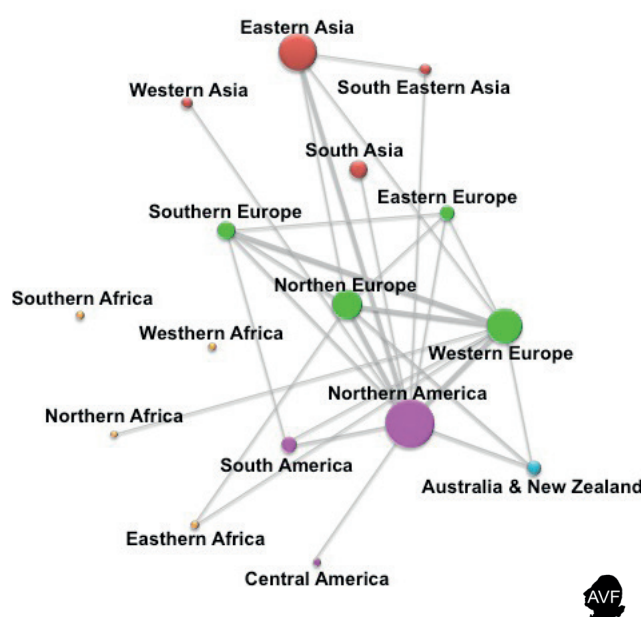 Eastern Asia
South Eastern Asia
Western Asia
South Asia
Eastern Europe
Southern Europe
Northen Europe
Southern Africa
Westhern Africa
Western Europe
Northern America
Northern Africa
South America
Australia & New Zealand
Easthern Africa
Central America
AVF